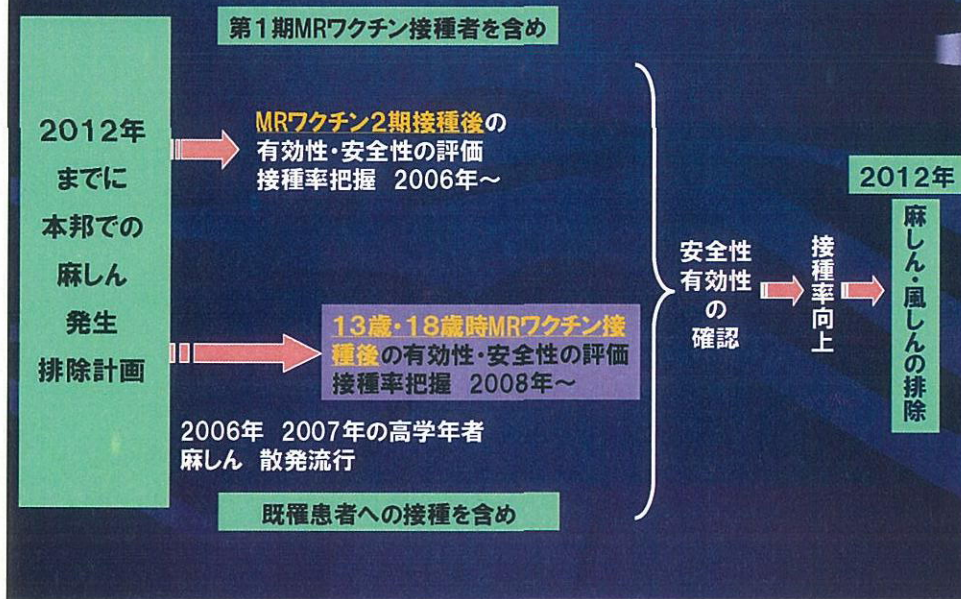 第1期MRワクチン接種者を含め
2012年
までに
本邦での
麻しん
発生
排除計画
MRワクチン2期接種後の
有効性・安全性の評価
接種率把握 2006年～
13歳・18歳時MRワクチン接
種後の有効性・安全性の評価
接種率把握 2008年～
2006年 2007年の高学年者
麻しん 散発流行
既罹患者への接種を含め
安全性
有効性
の
確認
接種率向上
2012年
麻しん・風しんの排除